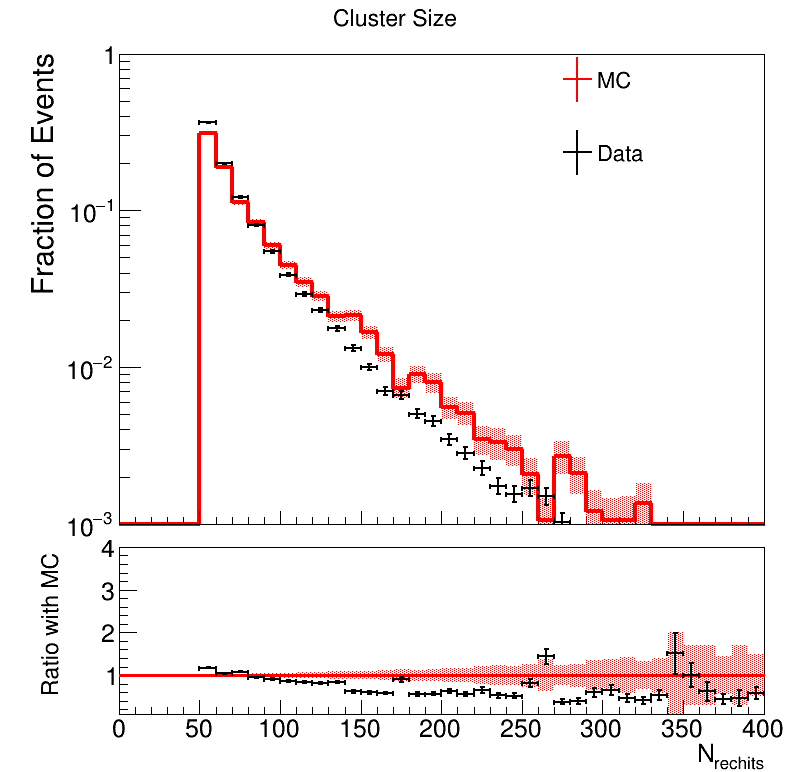 Cluster Size
1
MC
Data
10⁻¹
10⁻²
10⁻³
Fraction of Events
4
3
2
1
Ratio with MC
0 50 100 150 200 250 300 350 400
N_rechits